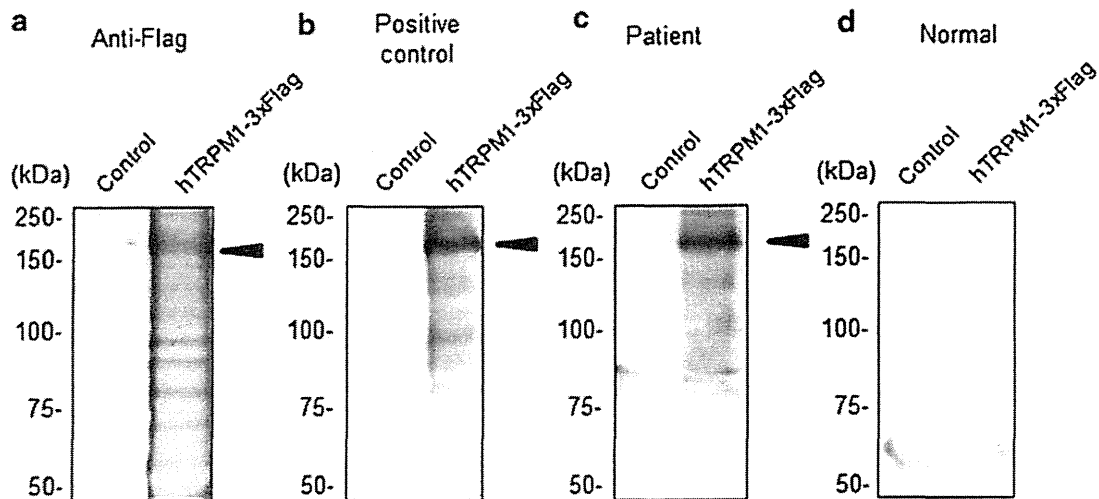 a
Anti-Flag
Control
hTRPM1-3xFlag
(kDa)
250-
150-
100-
75-
50-
b
Positive
control
Control
hTRPM1-3xFlag
(kDa)
250-
150-
100-
75-
50-
c
Patient
Control
hTRPM1-3xFlag
(kDa)
250-
150-
100-
75-
50-
d
Normal
Control
hTRPM1-3xFlag
(kDa)
250-
150-
100-
75-
50-